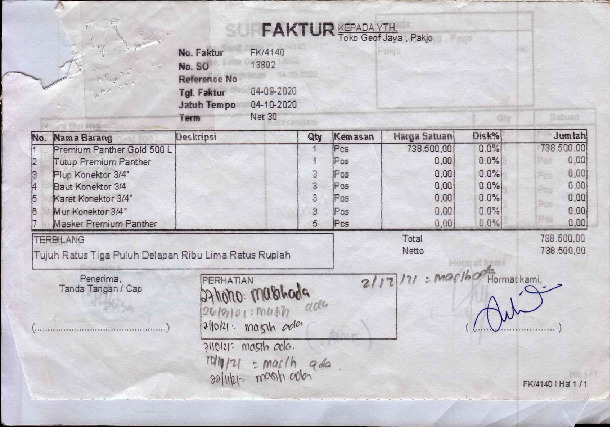 FAKTUR
KEPADA YTH.
Toko Geof Jaya , Pakjo
No. Faktur FK/4140
No. SO 13802
Reference No
Tgl. Faktur 04-09-2020
Jatuh Tempo 04-10-2020
Term Net 30
No. Nama Barang Deskripsi Qty Kemasan Harga Satuan Disk% Jumlah
1 Premium Panther Gold 500 L 1 Pcs 738.500,00 0.0% 738.500,00
2 Tutup Premium Panther 1 Pcs 0,00 0.0% 0,00
3 Plup Konektor 3/4" 3 Pcs 0,00 0.0% 0,00
4 Baut Konektor 3/4" 3 Pcs 0,00 0.0% 0,00
5 Karet Konektor 3/4" 3 Pcs 0,00 0.0% 0,00
6 Mur Konektor 3/4" 3 Pcs 0,00 0.0% 0,00
7 Masker Premium Panther 5 Pcs 0,00 0.0% 0,00
TERBILANG
Tujuh Ratus Tiga Puluh Delapan Ribu Lima Ratus Rupiah
Total 738.500,00
Netto 738.500,00
Penerima,
Tanda Tangan / Cap
(..............................)
PERHATIAN
masih ada
masih ada
masih ada
masih ada
= masih ada
masih ada
2/12/21 = masih ada
Hormat kami,
(..............................)
FK/4140 | Hal 1 / 1